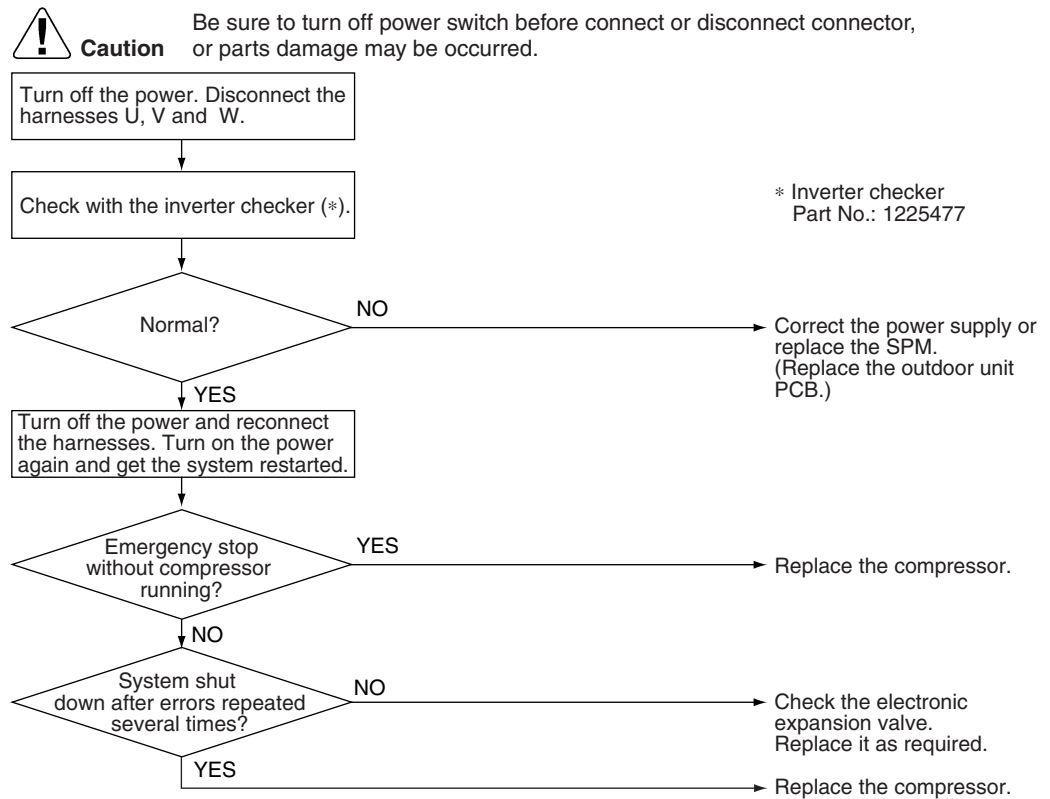 Be sure to turn off power switch before connect or disconnect connector,
Caution or parts damage may be occurred.
Turn off the power. Disconnect the
harnesses U, V and W.
Check with the inverter checker (*).
* Inverter checker
Part No.: 1225477
Normal?
NO
Correct the power supply or
replace the SPM.
(Replace the outdoor unit
PCB.)
YES
Turn off the power and reconnect
the harnesses. Turn on the power
again and get the system restarted.
Emergency stop
without compressor
running?
YES
Replace the compressor.
NO
System shut
down after errors repeated
several times?
NO
Check the electronic
expansion valve.
Replace it as required.
YES
Replace the compressor.